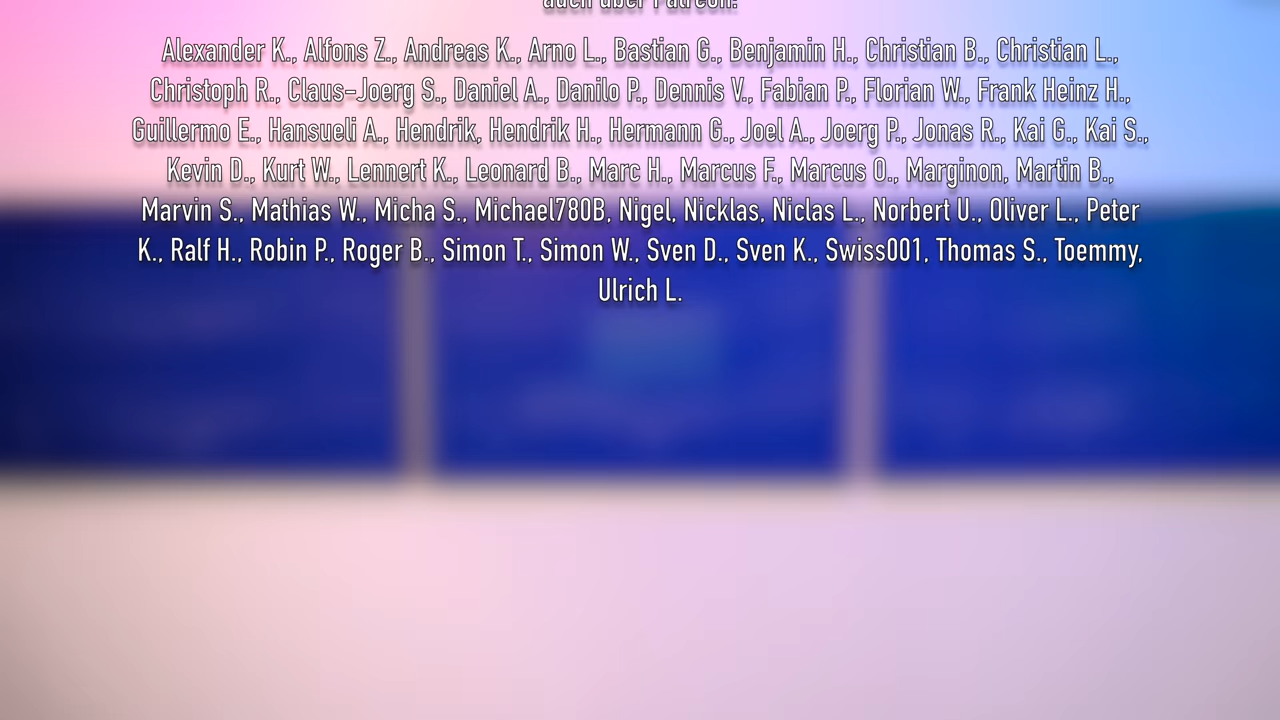 auch über Patreon:
Alexander K., Alfons Z., Andreas K., Arno L., Bastian G., Benjamin H., Christian B., Christian L.,
Christoph R., Claus-Joerg S., Daniel A., Danilo P., Dennis V., Fabian P., Florian W., Frank Heinz H.,
Guillermo E., Hansueli A., Hendrik, Hendrik H., Hermann G., Joel A., Joerg P., Jonas R., Kai G., Kai S.,
Kevin D., Kurt W., Lennert K., Leonard B., Marc H., Marcus F., Marcus O., Marginon, Martin B.,
Marvin S., Mathias W., Micha S., Michael780B, Nigel, Nicklas, Niclas L., Norbert U., Oliver L., Peter
K., Ralf H., Robin P., Roger B., Simon T., Simon W., Sven D., Sven K., Swiss001, Thomas S., Toemmy,
Ulrich L.